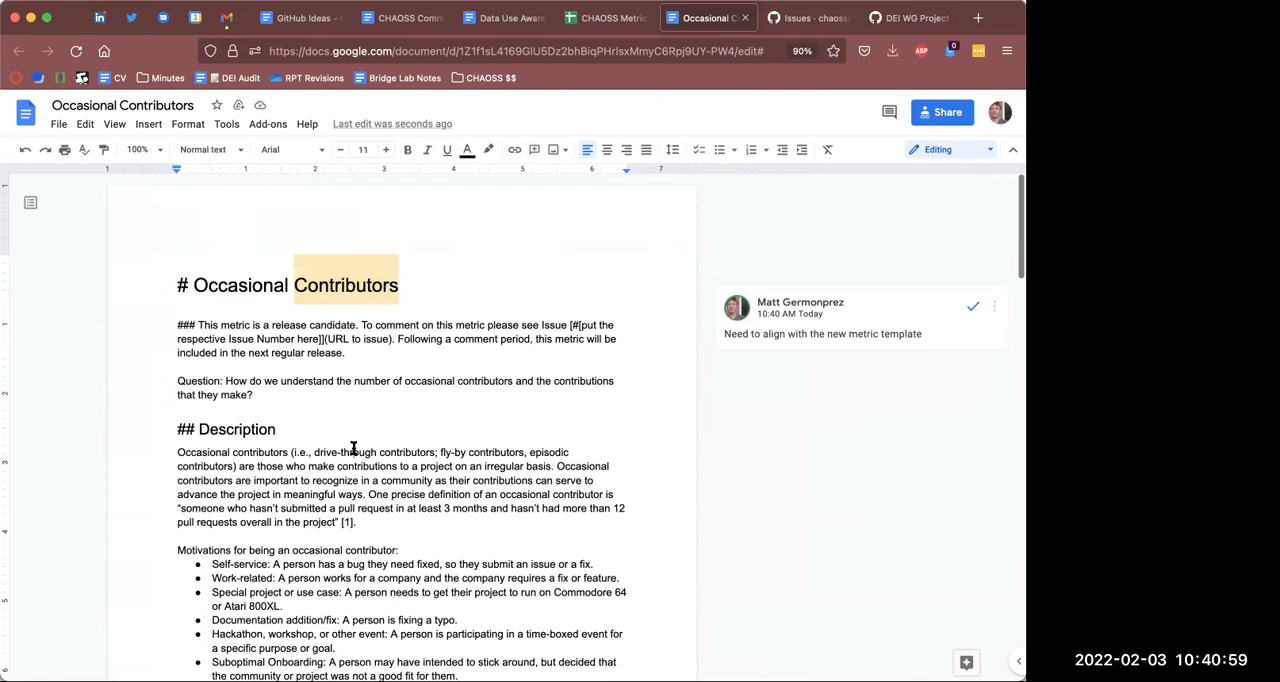 GitHub Ideas -
CHAOSS Comm
Data Use Aware
CHAOSS Metric
Occasional C
Issues · chaoss
DEI WG Project
https://docs.google.com/document/d/1Z1f1sL4169GlU5Dz2bhBiqPHrlsxMmyC6Rpj9UY-PW4/edit#
90%
ABP
0
CV
Minutes
DEI Audit
RPT Revisions
Bridge Lab Notes
CHAOSS $$
Occasional Contributors
File Edit View Insert Format Tools Add-ons Help Last edit was seconds ago
Share
100% Normal text Arial 11 B I U A Editing
1 1 2 3 4 5 6 7
# Occasional Contributors
### This metric is a release candidate. To comment on this metric please see Issue [#[put the
respective Issue Number here]](URL to issue). Following a comment period, this metric will be
included in the next regular release.
Question: How do we understand the number of occasional contributors and the contributions
that they make?
## Description
Occasional contributors (i.e., drive-through contributors; fly-by contributors, episodic
contributors) are those who make contributions to a project on an irregular basis. Occasional
contributors are important to recognize in a community as their contributions can serve to
advance the project in meaningful ways. One precise definition of an occasional contributor is
“someone who hasn’t submitted a pull request in at least 3 months and hasn’t had more than 12
pull requests overall in the project” [1].
Motivations for being an occasional contributor:
● Self-service: A person has a bug they need fixed, so they submit an issue or a fix.
● Work-related: A person works for a company and the company requires a fix or feature.
● Special project or use case: A person needs to get their project to run on Commodore 64
or Atari 800XL.
● Documentation addition/fix: A person is fixing a typo.
● Hackathon, workshop, or other event: A person is participating in a time-boxed event for
a specific purpose or goal.
● Suboptimal Onboarding: A person may have intended to stick around, but decided that
the community or project was not a good fit for them.
Matt Germonprez
10:40 AM Today
Need to align with the new metric template
2022-02-03 10:40:59